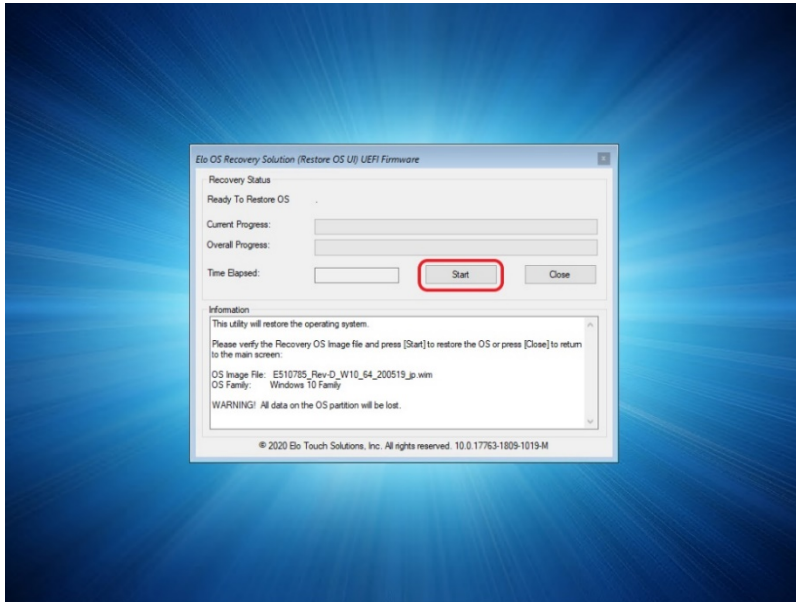 Elo OS Recovery Solution (Restore OS UI) UEFI Firmware
x
Recovery Status
Ready To Restore OS .
Current Progress:
Overall Progress:
Time Elapsed:
Start
Close
Information
This utility will restore the operating system.
Please verify the Recovery OS Image file and press [Start] to restore the OS or press [Close] to return
to the main screen:
OS Image File: E510785_Rev-D_W10_64_200519_jp.wim
OS Family: Windows 10 Family
WARNING! All data on the OS partition will be lost.
© 2020 Elo Touch Solutions, Inc. All rights reserved. 10.0.17763-1809-1019-M